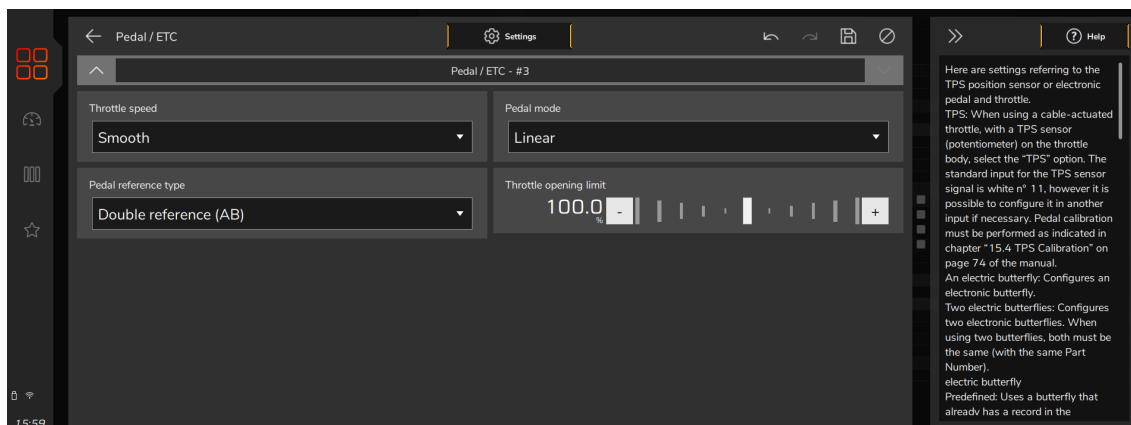 Pedal / ETC
Settings
Help
Pedal / ETC - #3
Throttle speed
Smooth
Pedal mode
Linear
Pedal reference type
Double reference (AB)
Throttle opening limit
100.0
%
-
+
Here are settings referring to the
TPS position sensor or electronic
pedal and throttle.
TPS: When using a cable-actuated
throttle, with a TPS sensor
(potentiometer) on the throttle
body, select the “TPS” option. The
standard input for the TPS sensor
signal is white n° 11, however it is
possible to configure it in another
input if necessary. Pedal calibration
must be performed as indicated in
chapter “15.4 TPS Calibration” on
page 74 of the manual.
An electric butterfly: Configures an
electronic butterfly.
Two electric butterflies: Configures
two electronic butterflies. When
using two butterflies, both must be
the same (with the same Part
Number).
electric butterfly
Predefined: Uses a butterfly that
already has a record in the
15:59